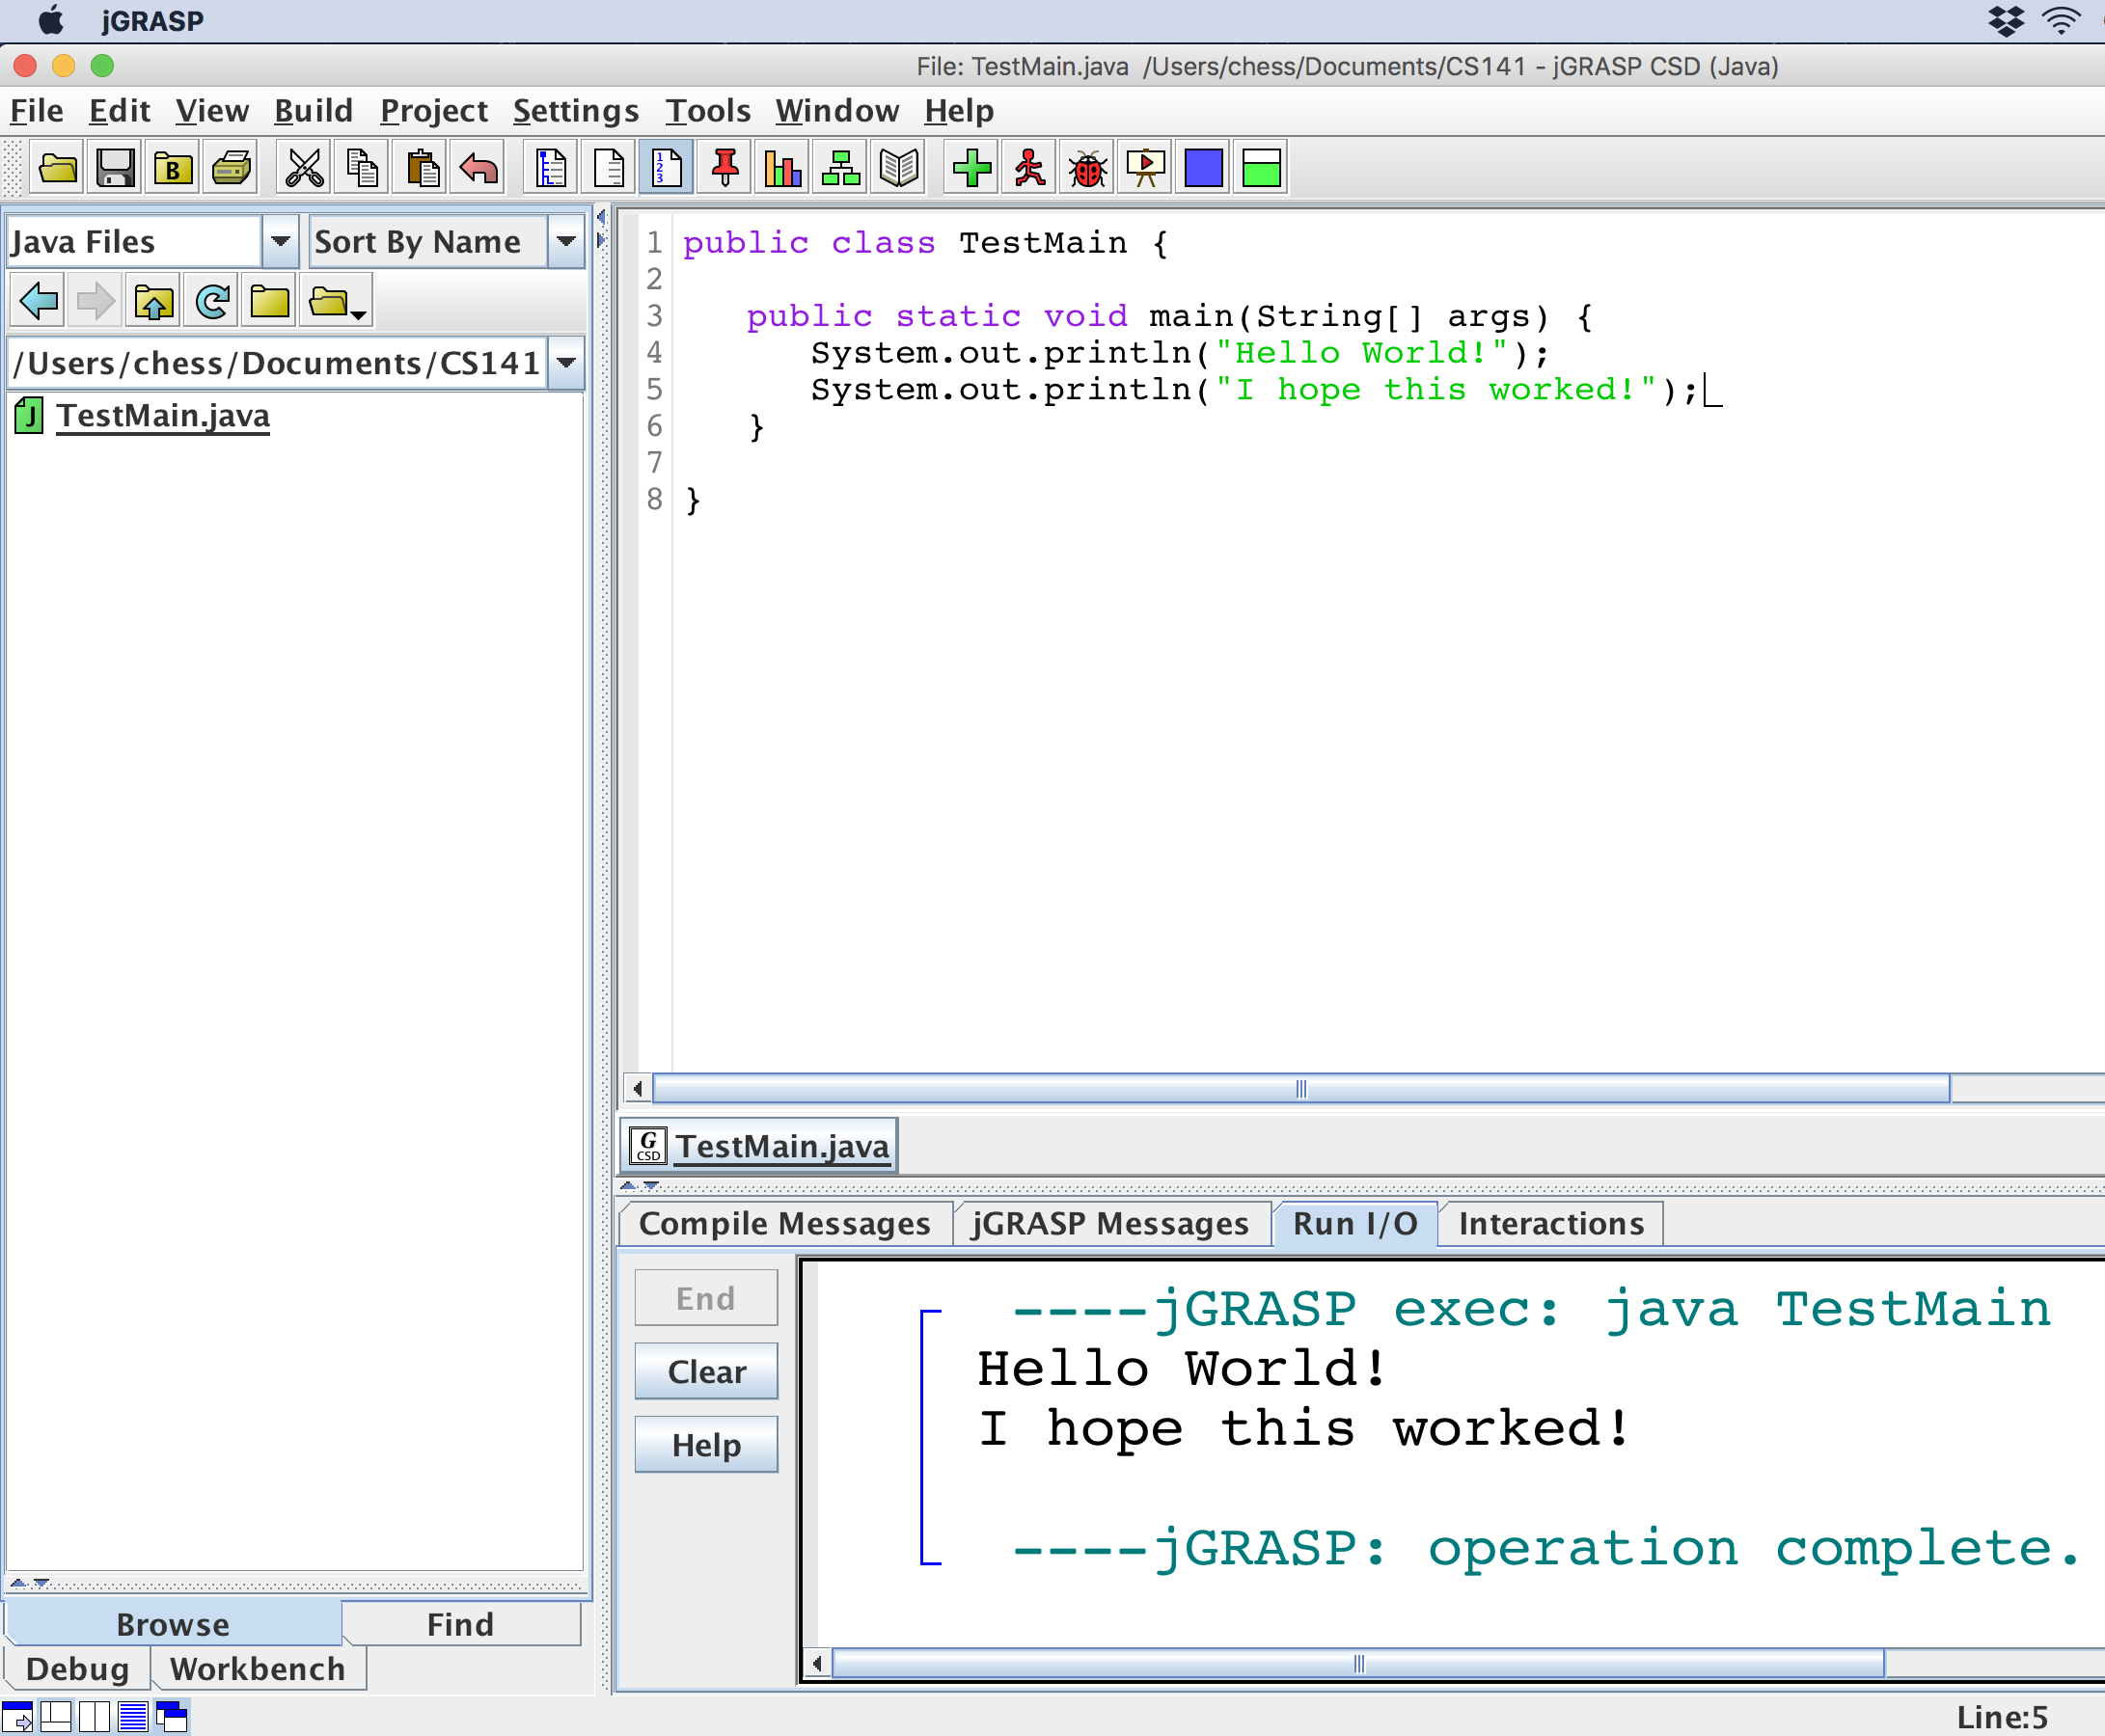 jGRASP
File: TestMain.java  /Users/chess/Documents/CS141 - jGRASP CSD (Java)
File Edit View Build Project Settings Tools Window Help
B
1
2
3
Java Files
Sort By Name
/Users/chess/Documents/CS141
J TestMain.java
1 public class TestMain {
2
3    public static void main(String[] args) {
4       System.out.println("Hello World!");
5       System.out.println("I hope this worked!");
6    }
7
8 }
G
CSD
TestMain.java
Compile Messages
jGRASP Messages
Run I/O
Interactions
End
Clear
Help
----jGRASP exec: java TestMain
Hello World!
I hope this worked!
----jGRASP: operation complete.
Browse
Find
Debug
Workbench
Line:5